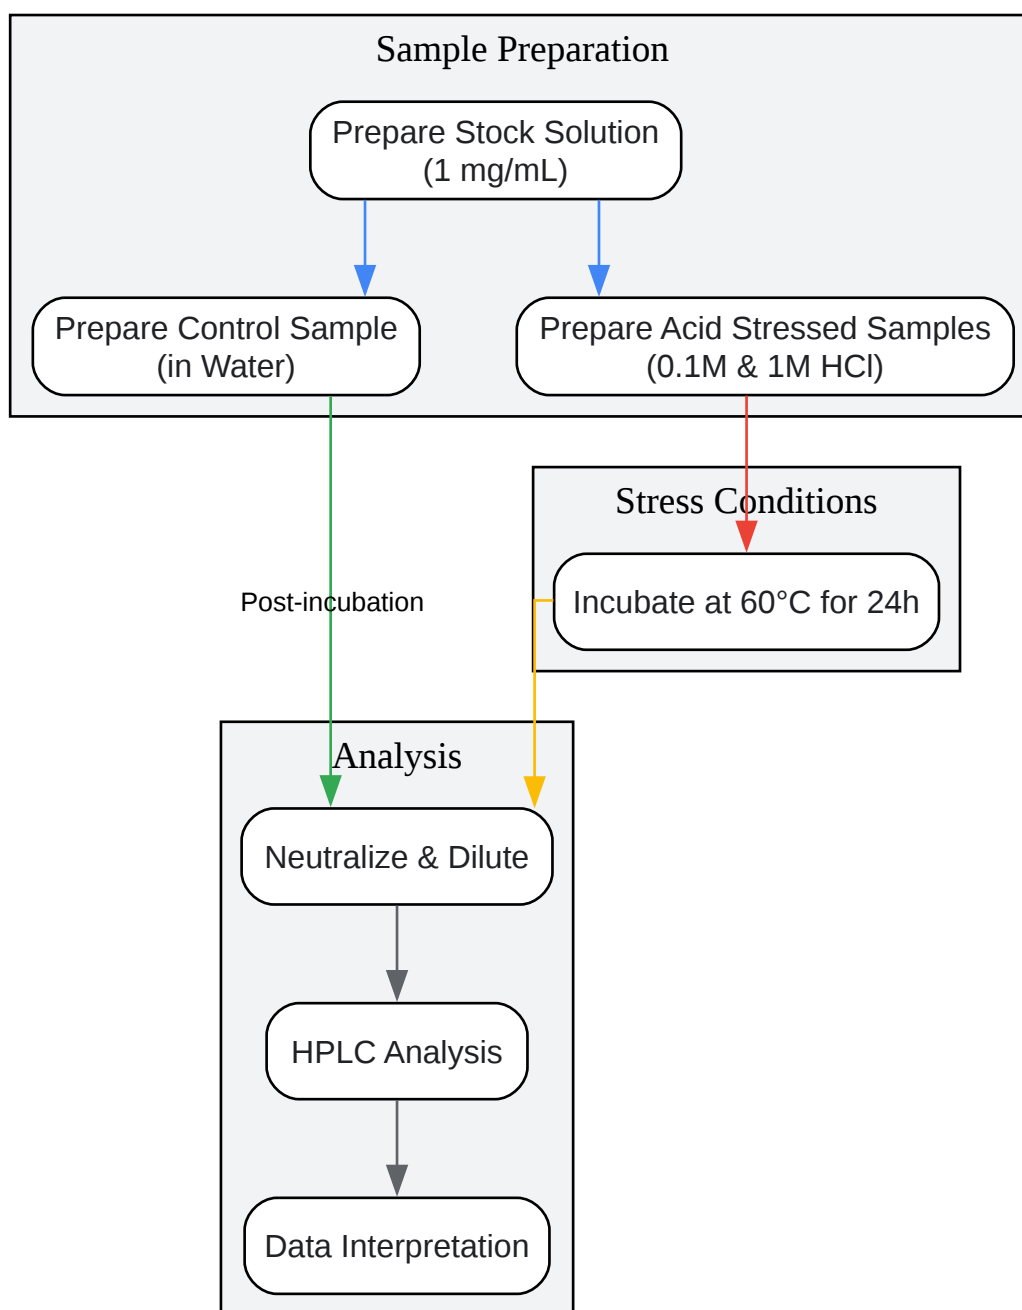 Sample Preparation
Prepare Stock Solution
(1 mg/mL)
Prepare Control Sample
(in Water)
Prepare Acid Stressed Samples
(0.1M & 1M HCl)
Stress Conditions
Incubate at 60°C for 24h
Post-incubation
Analysis
Neutralize & Dilute
HPLC Analysis
Data Interpretation